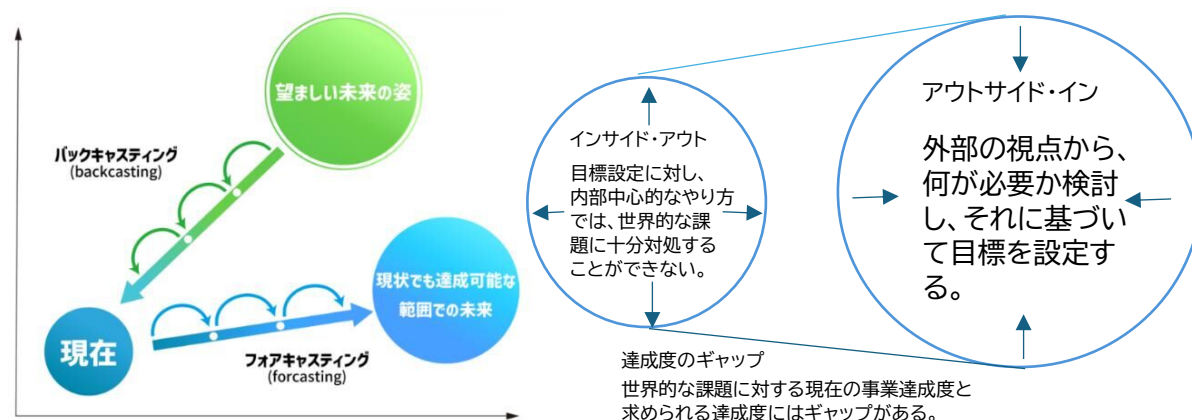 望ましい未来の姿
バックキャスティング
(backcasting)
現状でも達成可能な
範囲での未来
現在
フォアキャスティング
(forcasting)
インサイド・アウト
目標設定に対し、
内部中心的なやり方
では、世界的な課
題に十分対処する
ことができない。
アウトサイド・イン
外部の視点から、
何が必要か検討
し、それに基づい
て目標を設定す
る。
達成度のギャップ
世界的な課題に対する現在の事業達成度と
求められる達成度にはギャップがある。